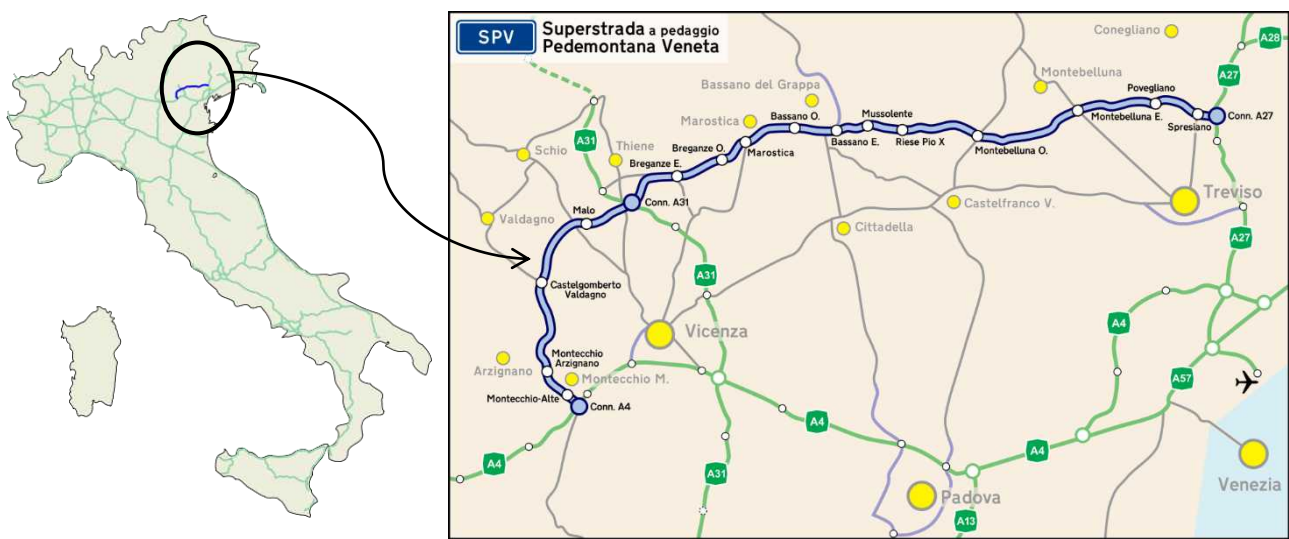 SPV
Superstrada a pedaggio
Pedemontana Veneta
Conegliano
A28
A27
Montebelluna
Bassano del Grappa
Povegliano
Mussolente
Bassano O.
Marostica
Montebelluna E.
Spresiano
Conn. A27
A31
Thiene
Schio
Breganze O.
Breganze E.
Marostica
Bassano E.
Riese Pio X
Montebelluna O.
Treviso
Conn. A31
Castelfranco V.
Valdagno
Malo
Cittadella
A27
A31
Castelgomberto
Valdagno
Vicenza
A4
Montecchio
Arzignano
Arzignano
Montecchio M.
A57
Montecchio-Alte
Conn. A4
A4
A4
A31
A4
Venezia
Padova
A13